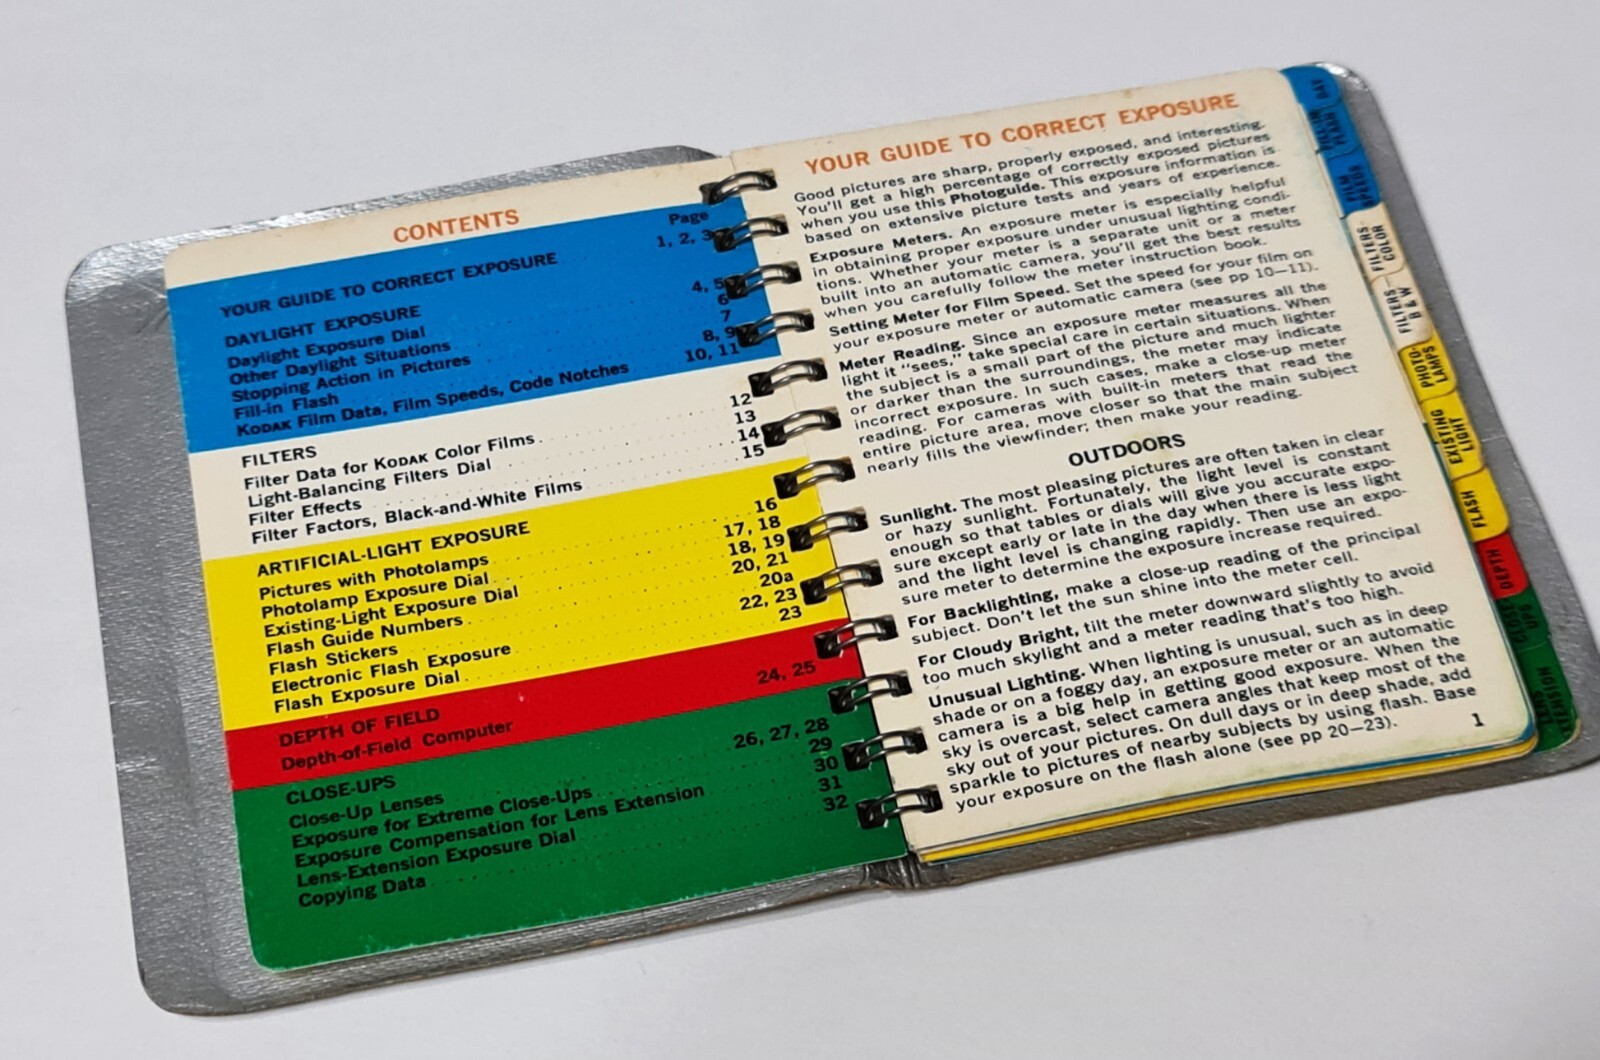 CONTENTS
Page
YOUR GUIDE TO CORRECT EXPOSURE 1, 2, 3
DAYLIGHT EXPOSURE
Daylight Exposure Dial 4, 5
Other Daylight Situations 6
Stopping Action in Pictures 7
Fill-in Flash 8, 9
KODAK Film Data, Film Speeds, Code Notches 10, 11
FILTERS
Filter Data for KODAK Color Films 12
Light-Balancing Filters Dial 13
Filter Effects 14
Filter Factors, Black-and-White Films 15
ARTIFICIAL-LIGHT EXPOSURE
Pictures with Photolamps 16
Photolamp Exposure Dial 17, 18
Existing-Light Exposure Dial 18, 19
Flash Guide Numbers 20, 21
Flash Stickers 20a
Electronic Flash Exposure 22, 23
Flash Exposure Dial 23
DEPTH OF FIELD
Depth-of-Field Computer 24, 25
CLOSE-UPS
Close-Up Lenses 26, 27, 28
Exposure for Extreme Close-Ups 29
Exposure Compensation for Lens Extension 30
Lens-Extension Exposure Dial 31
Copying Data 32
YOUR GUIDE TO CORRECT EXPOSURE
Good pictures are sharp, properly exposed, and interesting.
You'll get a high percentage of correctly exposed pictures
when you use this Photoguide. This exposure information is
based on extensive picture tests and years of experience.
Exposure Meters. An exposure meter is especially helpful
in obtaining proper exposure under unusual lighting condi-
tions. Whether your meter is a separate unit or a meter
built into an automatic camera, you'll get the best results
when you carefully follow the meter instruction book.
Setting Meter for Film Speed. Set the speed for your film on
your exposure meter or automatic camera (see pp 10—11).
Meter Reading. Since an exposure meter measures all the
light it "sees," take special care in certain situations. When
the subject is a small part of the picture and much lighter
or darker than the surroundings, the meter may indicate
incorrect exposure. In such cases, make a close-up meter
reading. For cameras with built-in meters that read the
entire picture area, move closer so that the main subject
nearly fills the viewfinder; then make your reading.
OUTDOORS
Sunlight. The most pleasing pictures are often taken in clear
or hazy sunlight. Fortunately, the light level is constant
enough so that tables or dials will give you accurate expo-
sure except early or late in the day when there is less light
and the light level is changing rapidly. Then use an expo-
sure meter to determine the exposure increase required.
For Backlighting, make a close-up reading of the principal
subject. Don't let the sun shine into the meter cell.
For Cloudy Bright, tilt the meter downward slightly to avoid
too much skylight and a meter reading that's too high.
Unusual Lighting. When lighting is unusual, such as in deep
shade or on a foggy day, an exposure meter or an automatic
camera is a big help in getting good exposure. When the
sky is overcast, select camera angles that keep most of the
sky out of your pictures. On dull days or in deep shade, add
sparkle to pictures of nearby subjects by using flash. Base
your exposure on the flash alone (see pp 20—23).
1
DAY
FILL-IN
FLASH
FILM
SPEEDS
FILTERS
COLOR
FILTERS
B & W
PHOTO-
LAMPS
EXISTING
LIGHT
FLASH
DEPTH
CLOSE
UPS
LENS
EXTENSION